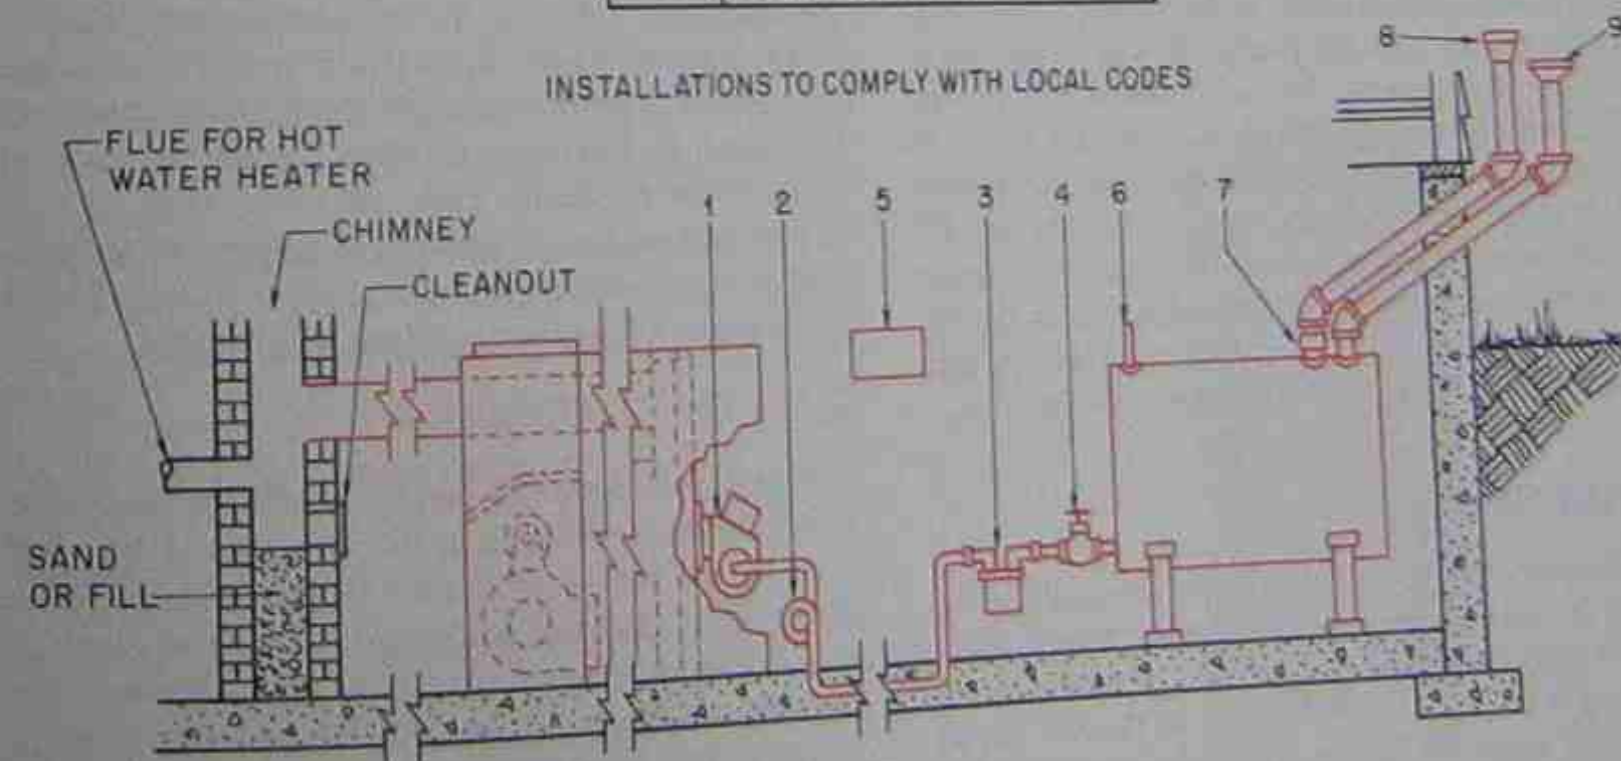 INSTALLATIONS TO COMPLY WITH LOCAL CODES
8
9
FLUE FOR HOT
WATER HEATER
CHIMNEY
CLEANOUT
1
2
5
3
4
6
7
SAND
OR FILL